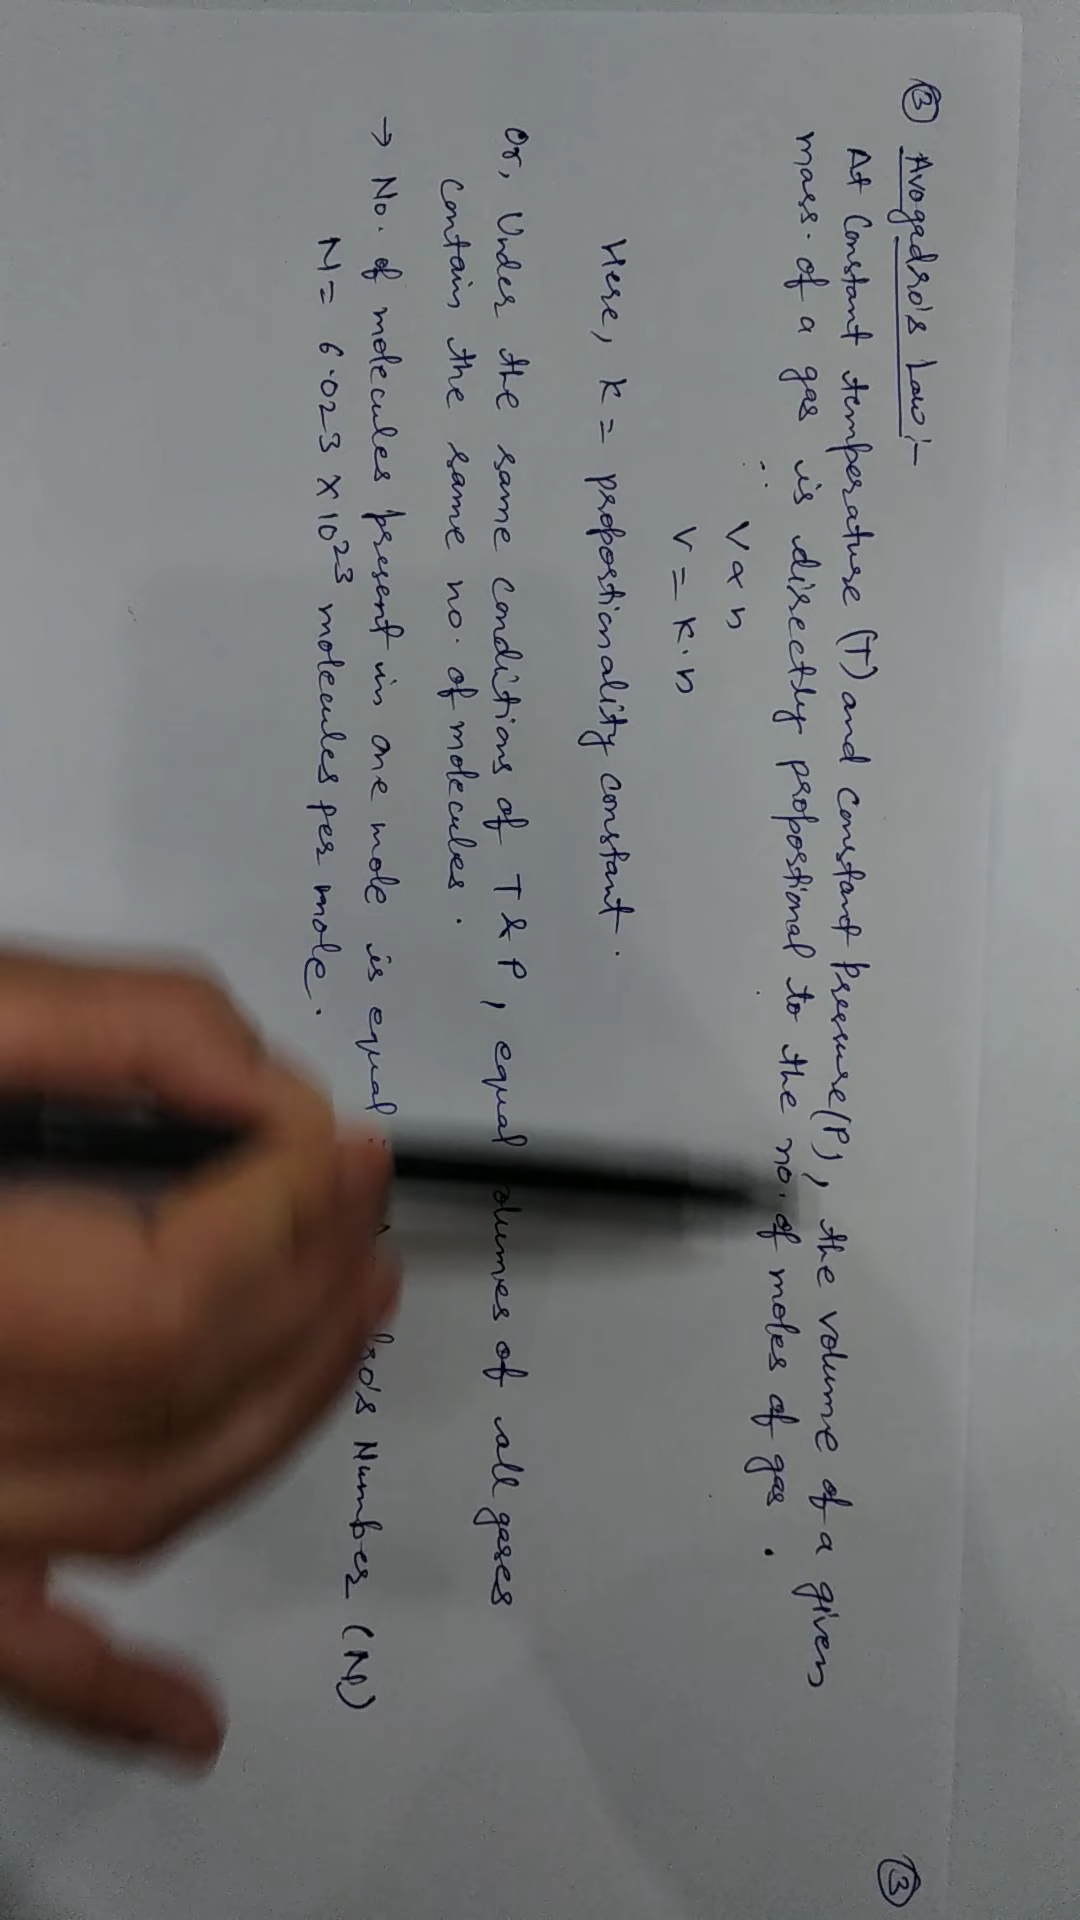 ③ Avogadro's Law:-
At Constant temperature (T) and constant Pressure(P), the volume of a given
mass. of a gas is directly proportional to the no. of moles of gas.
V ∝ n
V = K·n
Here, K = proportionality constant.
Or, Under the same conditions of T & P, equal of all gases
contain the same no. of molecules.
→ No. of molecules present in one mole is equal Number (N)
N = 6.023 × 10²³ molecules per mole.
⑬